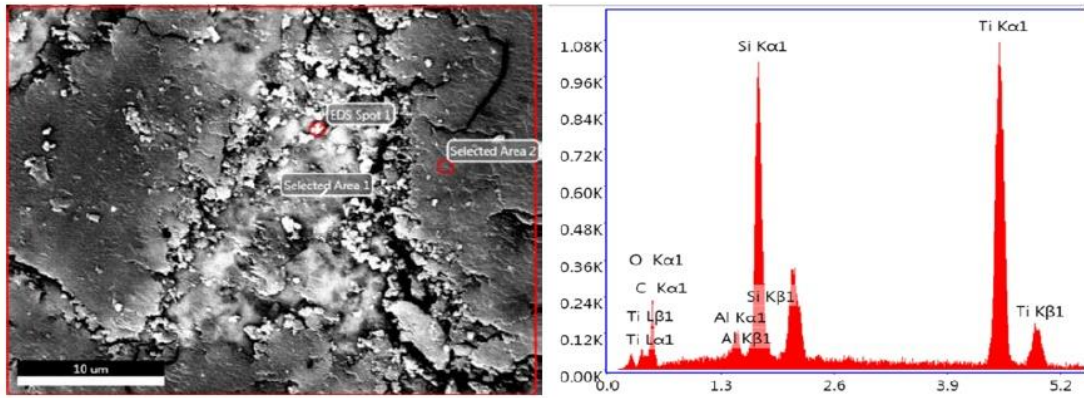 EDS Spot 1
Selected Area 2
Selected Area 1
10 um
1.08K
0.96K
0.84K
0.72K
0.60K
0.48K
0.36K
0.24K
0.12K
0.00K
Si Kα1
Ti Kα1
O Kα1
C Kα1
Ti Lβ1
Ti Lα1
Al Kα1
Al Kβ1
Si Kβ1
Ti Kβ1
0.0
1.3
2.6
3.9
5.2